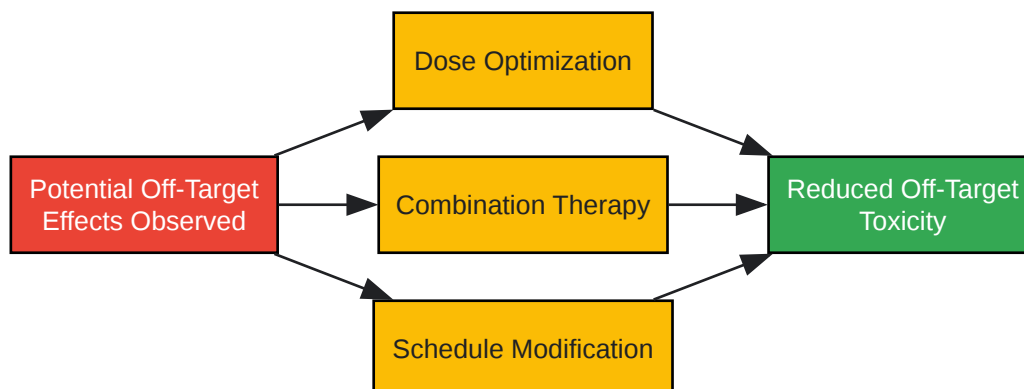 Dose Optimization
Potential Off-Target
Effects Observed
Combination Therapy
Reduced Off-Target
Toxicity
Schedule Modification